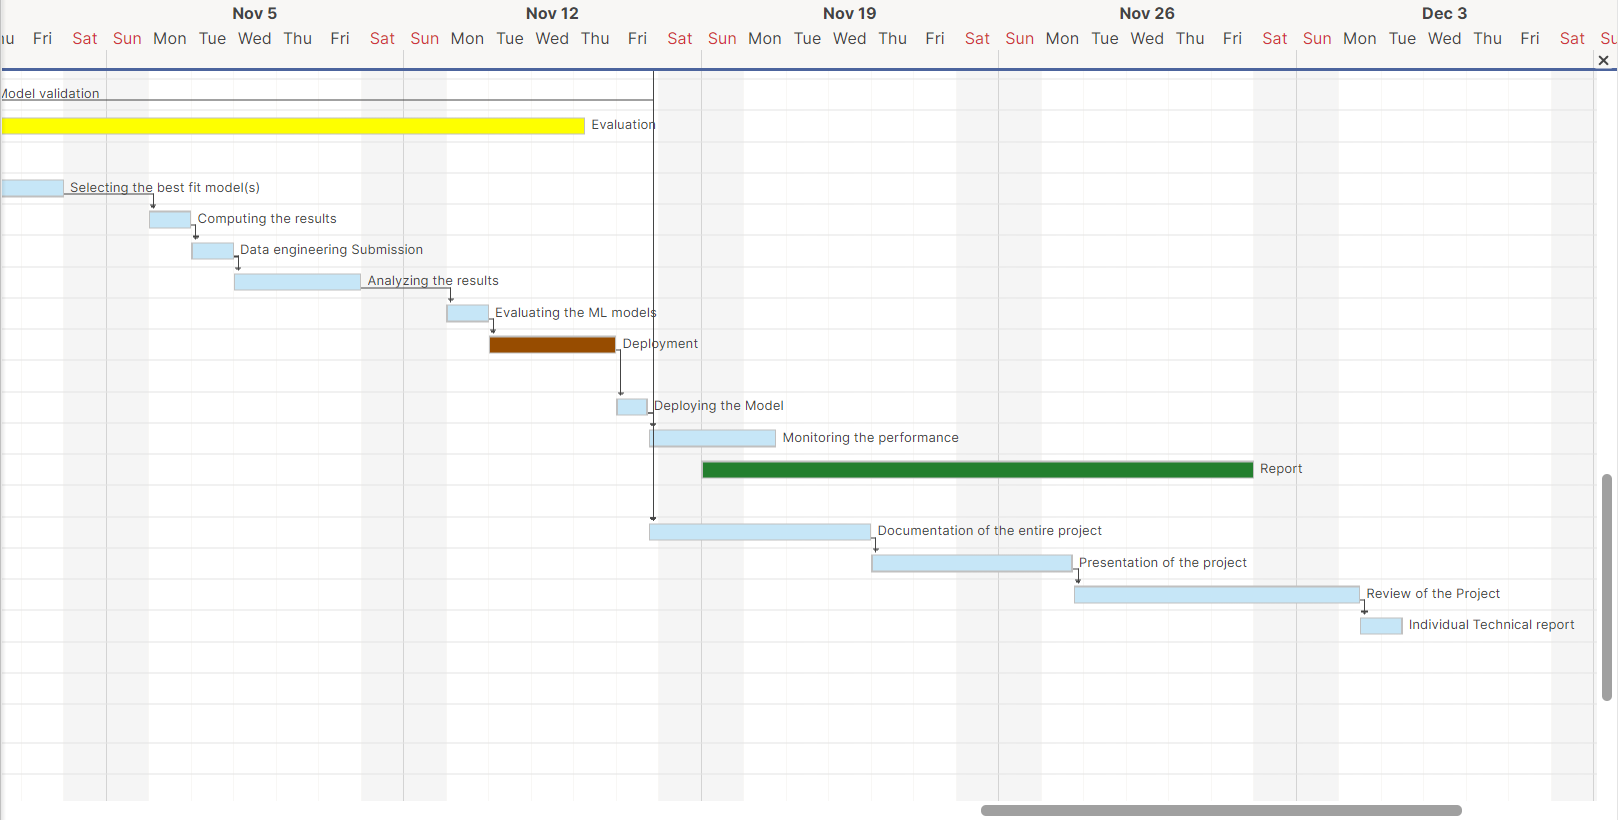 Nov 5 Nov 12 Nov 19 Nov 26 Dec 3
Fri Sat Sun Mon Tue Wed Thu Fri Sat Sun Mon Tue Wed Thu Fri Sat Sun Mon Tue Wed Thu Fri Sat Sun Mon Tue Wed Thu Fri Sat Sun Mon Tue Wed Thu Fri Sat Su
Model validation
Evaluation
Selecting the best fit model(s)
Computing the results
Data engineering Submission
Analyzing the results
Evaluating the ML models
Deployment
Deploying the Model
Monitoring the performance
Report
Documentation of the entire project
Presentation of the project
Review of the Project
Individual Technical report